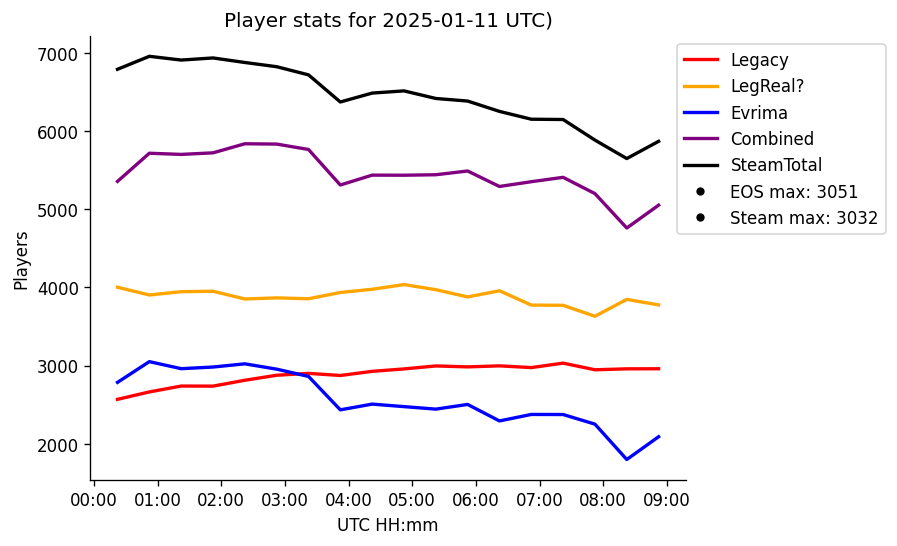 Player stats for 2025-01-11 UTC)
7000
6000
5000
4000
3000
2000
Players
00:00 01:00 02:00 03:00 04:00 05:00 06:00 07:00 08:00 09:00
UTC HH:mm
Legacy
LegReal?
Evrima
Combined
SteamTotal
EOS max: 3051
Steam max: 3032